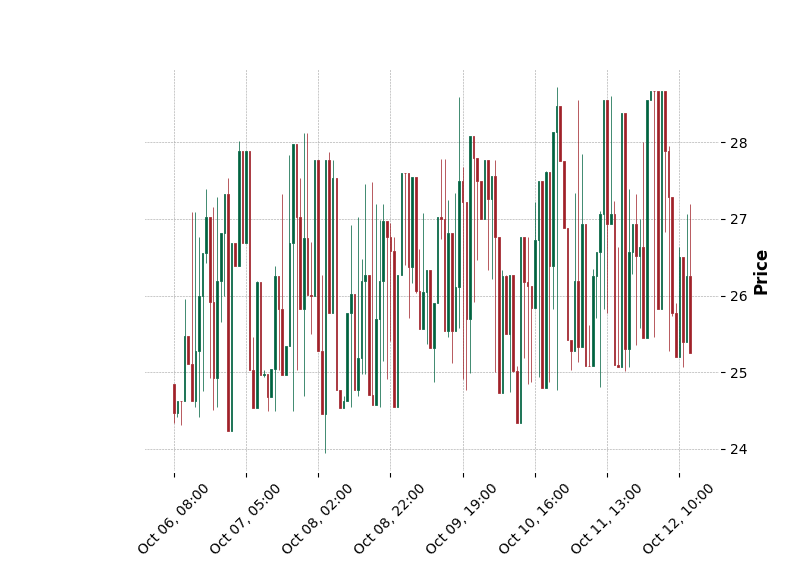 28
27
26
25
24
Price
Oct 06, 08:00
Oct 07, 05:00
Oct 08, 02:00
Oct 08, 22:00
Oct 09, 19:00
Oct 10, 16:00
Oct 11, 13:00
Oct 12, 10:00